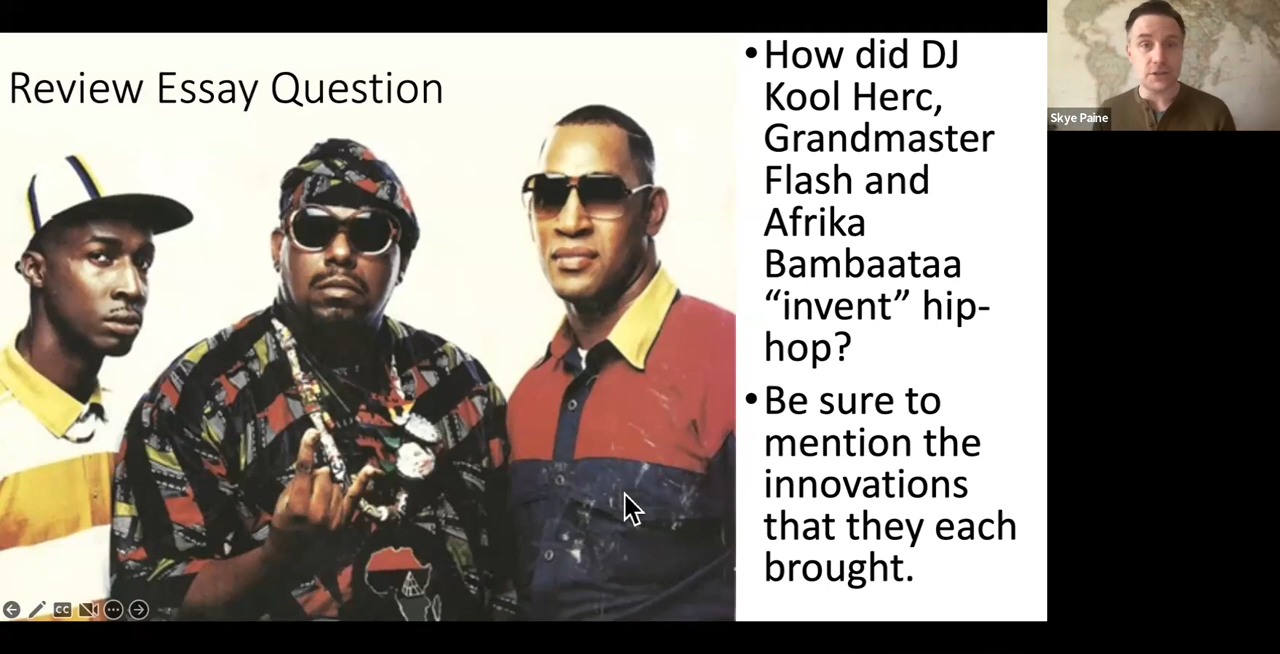 Review Essay Question
•How did DJ
Kool Herc,
Grandmaster
Flash and
Afrika
Bambaataa
“invent” hip-
hop?
•Be sure to
mention the
innovations
that they each
brought.
Skye Paine
CC